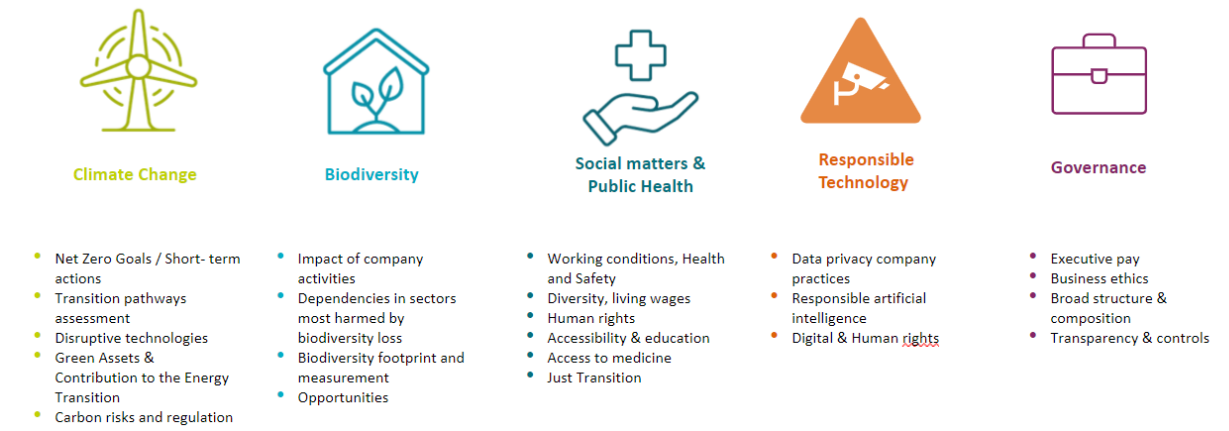 Climate Change
Biodiversity
Social matters &
Public Health
Responsible
Technology
Governance
• Net Zero Goals / Short- term
actions
• Transition pathways
assessment
• Disruptive technologies
• Green Assets &
Contribution to the Energy
Transition
• Carbon risks and regulation
• Impact of company
activities
• Dependencies in sectors
most harmed by
biodiversity loss
• Biodiversity footprint and
measurement
• Opportunities
• Working conditions, Health
and Safety
• Diversity, living wages
• Human rights
• Accessibility & education
• Access to medicine
• Just Transition
• Data privacy company
practices
• Responsible artificial
intelligence
• Digital & Human rights
• Executive pay
• Business ethics
• Broad structure &
composition
• Transparency & controls